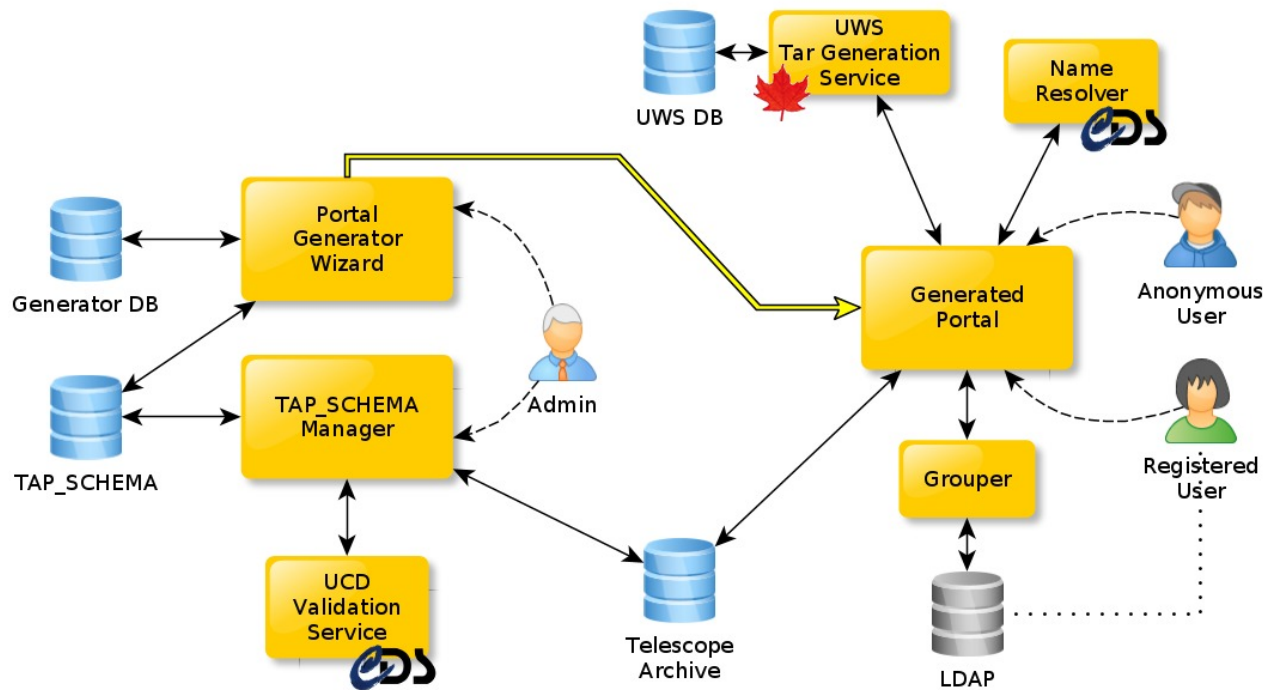 UWS
Tar Generation
Service
UWS DB
Name
Resolver
CDS
Portal
Generator
Wizard
Generator DB
Anonymous
User
Generated
Portal
Admin
TAP_SCHEMA
Manager
TAP_SCHEMA
Grouper
Registered
User
UCD
Validation
Service
CDS
Telescope
Archive
LDAP